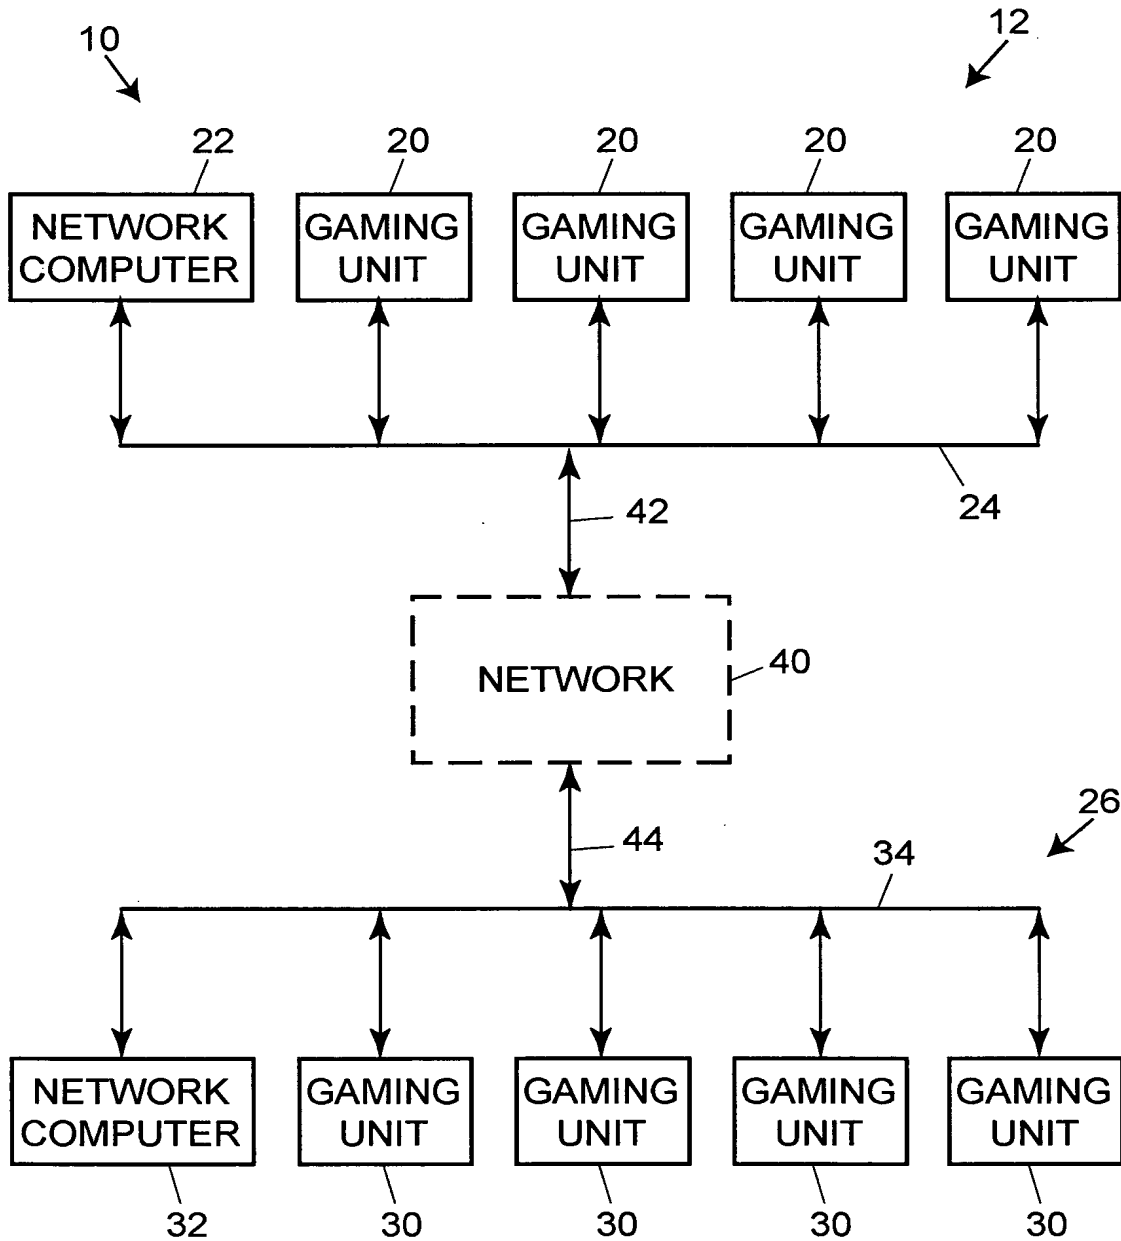 10
12
22
20
20
20
20
NETWORK
COMPUTER
GAMING
UNIT
GAMING
UNIT
GAMING
UNIT
GAMING
UNIT
24
42
NETWORK
40
26
44
34
NETWORK
COMPUTER
GAMING
UNIT
GAMING
UNIT
GAMING
UNIT
GAMING
UNIT
32
30
30
30
30